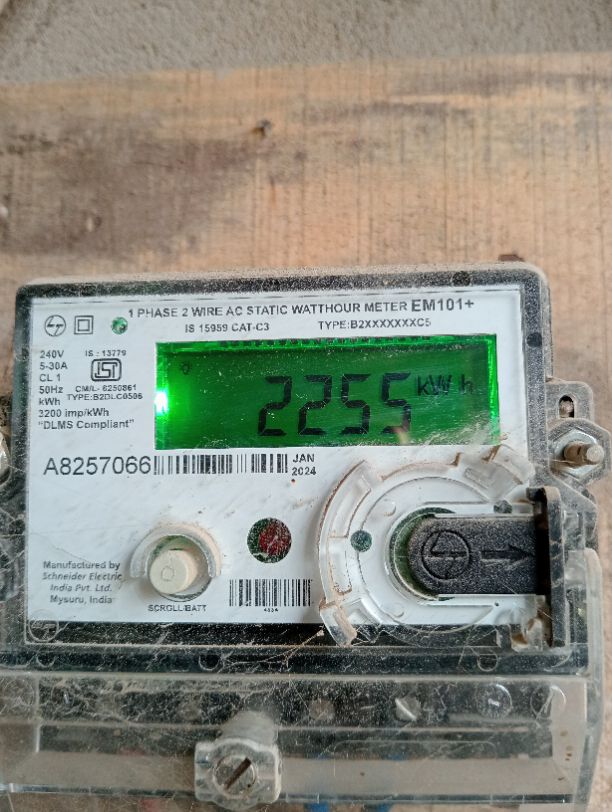 1 PHASE 2 WIRE AC STATIC WATTHOUR METER EM101+
IS 15959 CAT-C3 TYPE:B2XXXXXXXC5
240V
5-30A
CL 1
50Hz
kWh
3200 imp/kWh
"DLMS Compliant"
IS : 13779
CM/L- 6250861
TYPE:B2DLC0506
2255 kW h
A8257066
JAN
2024
Manufactured by
Schneider Electric
India Pvt. Ltd.
Mysuru, India
SCROLL/BATT